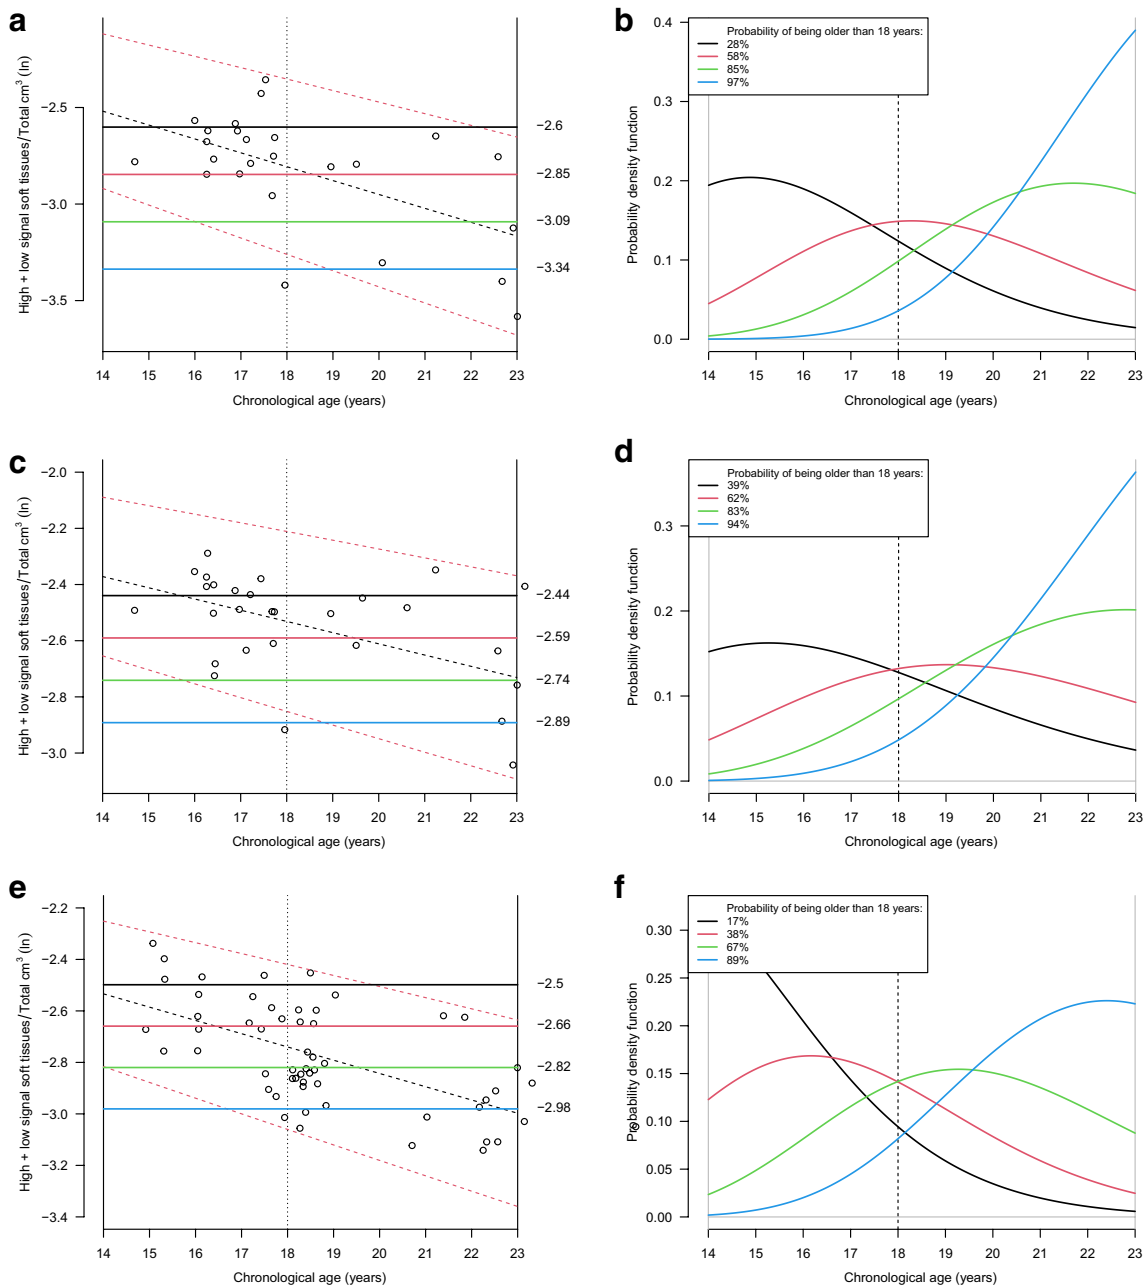 a
High + low signal soft tissues/Total cm³ (ln)
−2.5
−3.0
−3.5
−2.6
−2.85
−3.09
−3.34
14 15 16 17 18 19 20 21 22 23
Chronological age (years)
b
Probability density function
0.4
0.3
0.2
0.1
0.0
Probability of being older than 18 years:
28%
58%
85%
97%
14 15 16 17 18 19 20 21 22 23
Chronological age (years)
c
High + low signal soft tissues/Total cm³ (ln)
−2.0
−2.2
−2.4
−2.6
−2.8
−3.0
−2.44
−2.59
−2.74
−2.89
14 15 16 17 18 19 20 21 22 23
Chronological age (years)
d
Probability density function
0.3
0.2
0.1
0.0
Probability of being older than 18 years:
39%
62%
83%
94%
14 15 16 17 18 19 20 21 22 23
Chronological age (years)
e
High + low signal soft tissues/Total cm³ (ln)
−2.2
−2.4
−2.6
−2.8
−3.0
−3.2
−3.4
−2.5
−2.66
−2.82
−2.98
14 15 16 17 18 19 20 21 22 23
Chronological age (years)
f
Probability density function
0.30
0.25
0.20
0.15
0.10
0.05
0.00
Probability of being older than 18 years:
17%
38%
67%
89%
14 15 16 17 18 19 20 21 22 23
Chronological age (years)